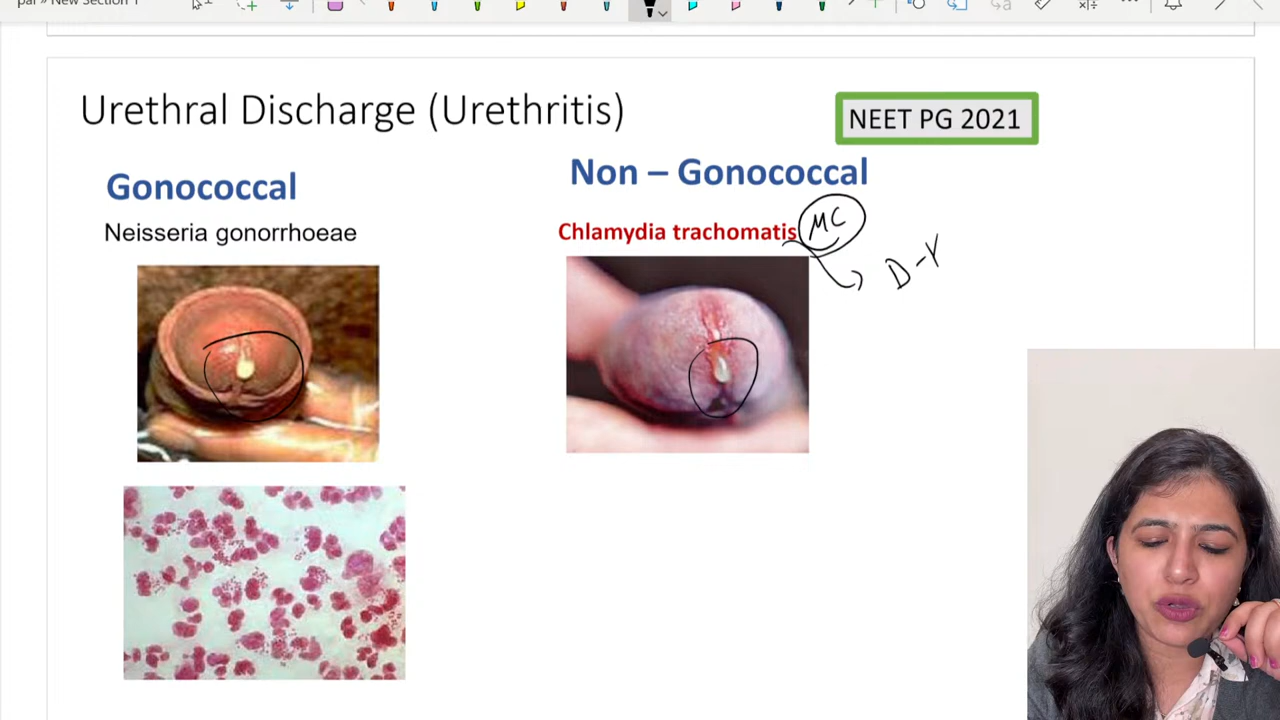 Urethral Discharge (Urethritis)
NEET PG 2021
Gonococcal
Non – Gonococcal
Neisseria gonorrhoeae
Chlamydia trachomatis
MC
D-K